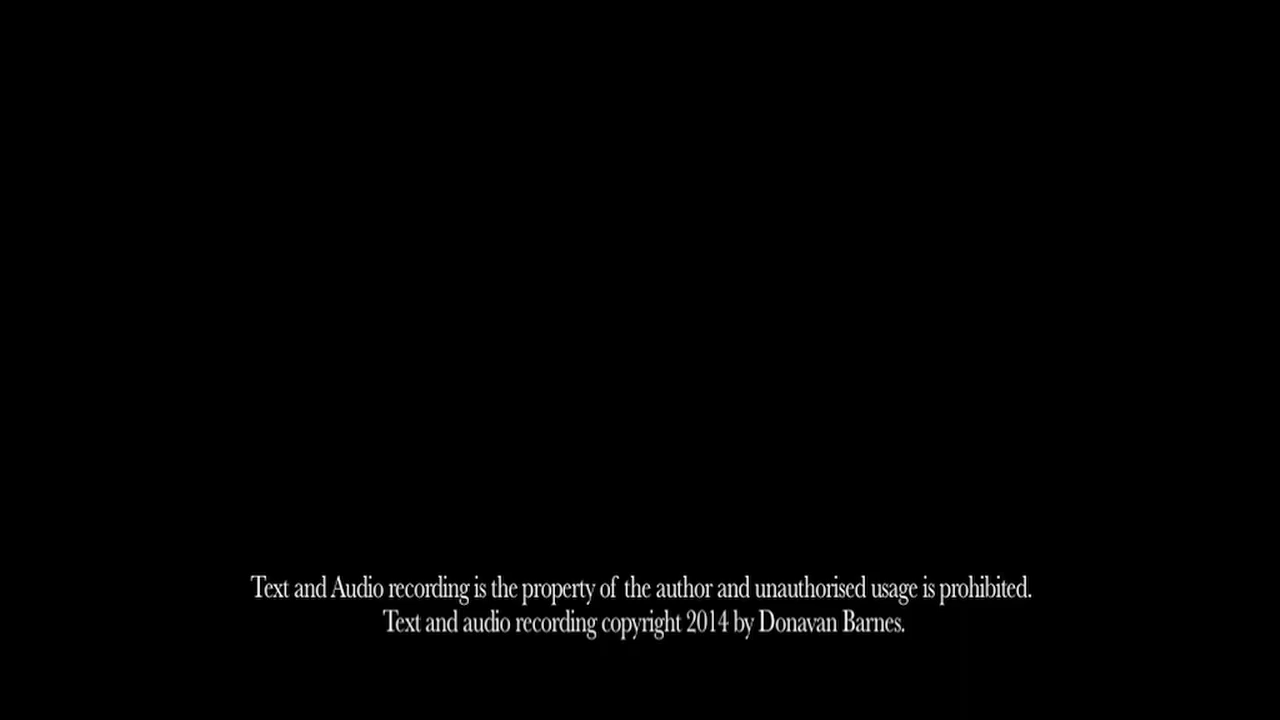 Text and Audio recording is the property of the author and unauthorised usage is prohibited.
Text and audio recording copyright 2014 by Donavan Barnes.